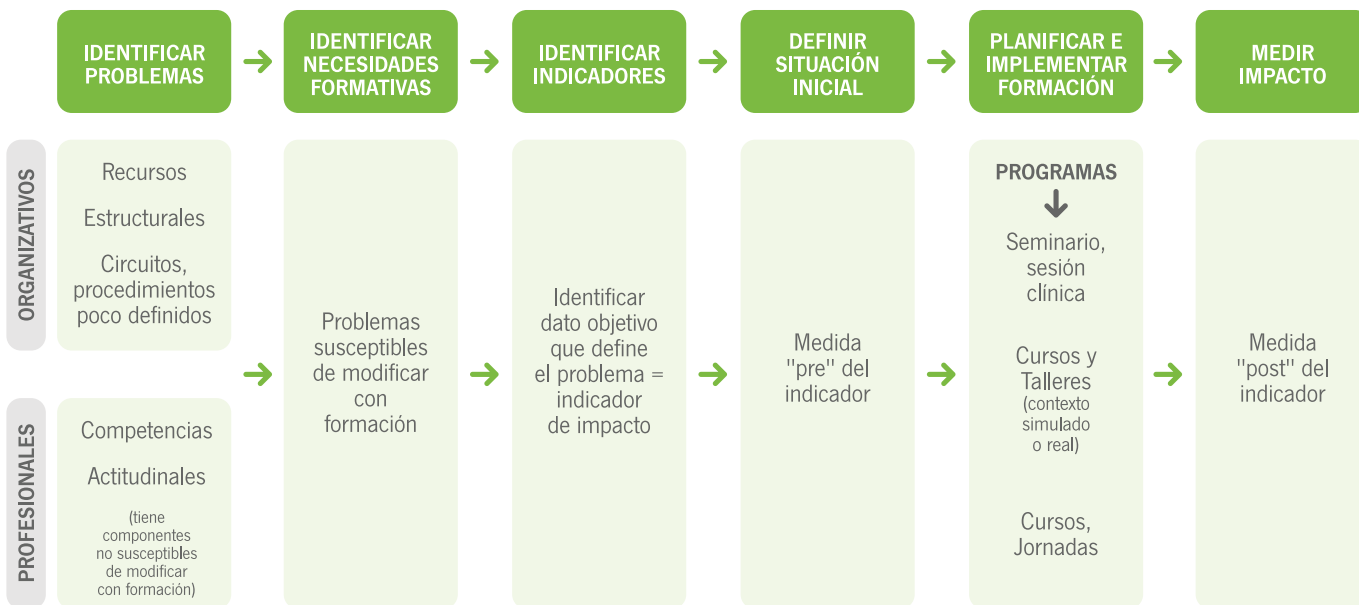 IDENTIFICAR
PROBLEMAS
IDENTIFICAR
NECESIDADES
FORMATIVAS
IDENTIFICAR
INDICADORES
DEFINIR
SITUACIÓN
INICIAL
PLANIFICAR E
IMPLEMENTAR
FORMACIÓN
MEDIR
IMPACTO
ORGANIZATIVOS
Recursos
Estructurales
Circuitos,
procedimientos
poco definidos
PROFESIONALES
Competencias
Actitudinales
(tiene
componentes
no susceptibles
de modificar
con formación)
Problemas
susceptibles
de modificar
con
formación
Identificar
dato objetivo
que define
el problema =
indicador
de impacto
Medida
"pre" del
indicador
PROGRAMAS
Seminario,
sesión
clínica
Cursos y
Talleres
(contexto
simulado
o real)
Cursos,
Jornadas
Medida
"post" del
indicador